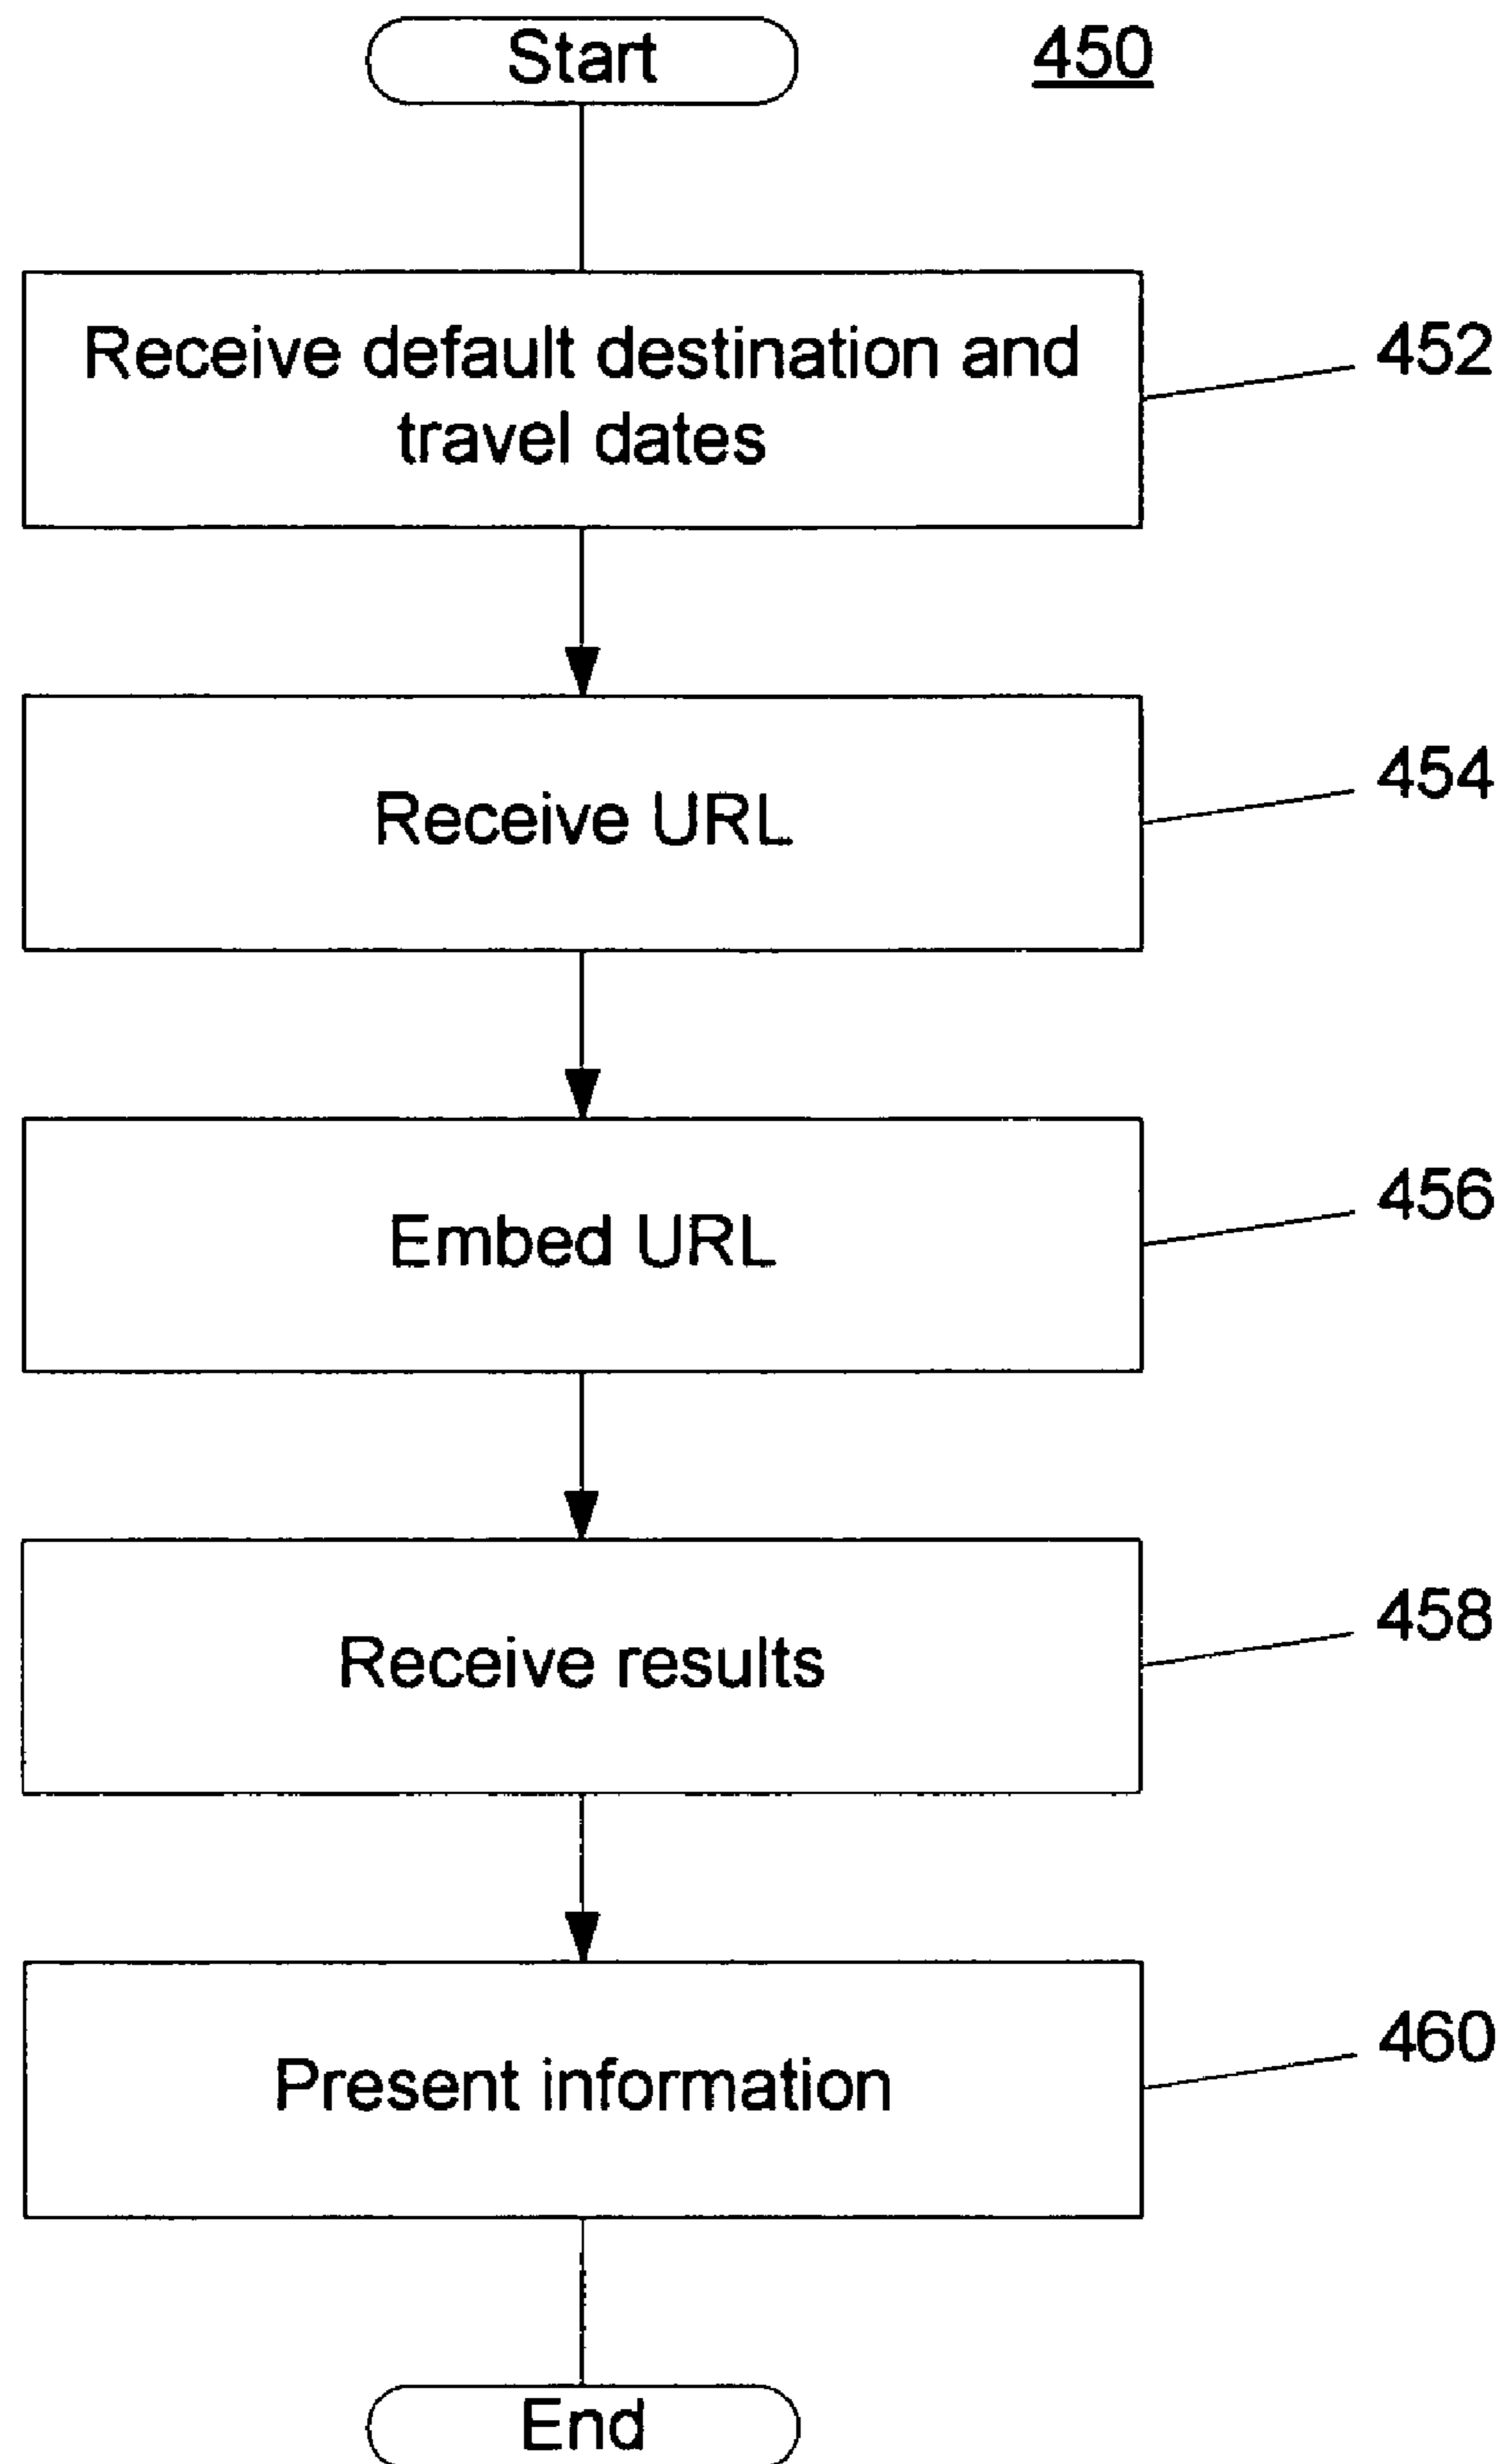 Start
450
Receive default destination and
travel dates
452
Receive URL
454
Embed URL
456
Receive results
458
Present information
460
End